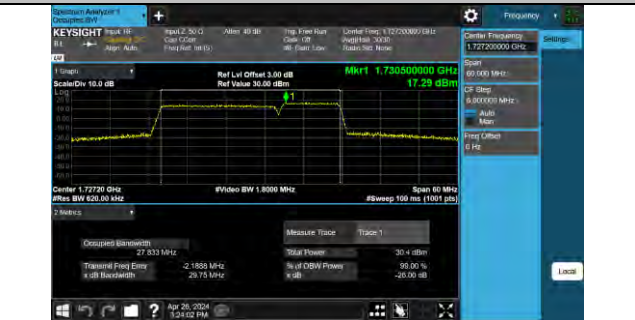 Spectrum Analyzer 1
Occupied BW
Frequency
KEYSIGHT
Input: RF
Align: Auto
Input Z: 50 Ω
Corr CCorr
Freq Ref: Int (S)
Atten: 40 dB
Trig: Free Run
Gate: Off
#IF Gain: Low
Center Freq: 1.727200000 GHz
Avg|Hold: 30/30
Radio Std: None
Center Frequency
1.727200000 GHz
Settings
Span
60.000 MHz
CF Step
6.000000 MHz
Auto
Man
Freq Offset
0 Hz
1 Graph
Scale/Div 10.0 dB
Log
Ref Lvl Offset 3.00 dB
Ref Value 30.00 dBm
Mkr1 1.730500000 GHz
17.29 dBm
1
Center 1.72720 GHz
#Res BW 620.00 kHz
#Video BW 1.8000 MHz
Span 60 MHz
#Sweep 100 ms (1001 pts)
2 Metrics
Measure Trace
Trace 1
Occupied Bandwidth
27.833 MHz
Total Power
30.4 dBm
Transmit Freq Error
-2.1888 MHz
% of OBW Power
99.00 %
x dB Bandwidth
29.75 MHz
x dB
-26.00 dB
Local
?
Apr 26, 2024
3:24:02 PM